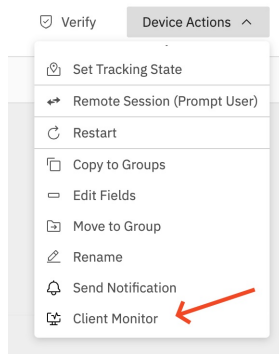 Verify
Device Actions
Set Tracking State
Remote Session (Prompt User)
Restart
Copy to Groups
Edit Fields
Move to Group
Rename
Send Notification
Client Monitor